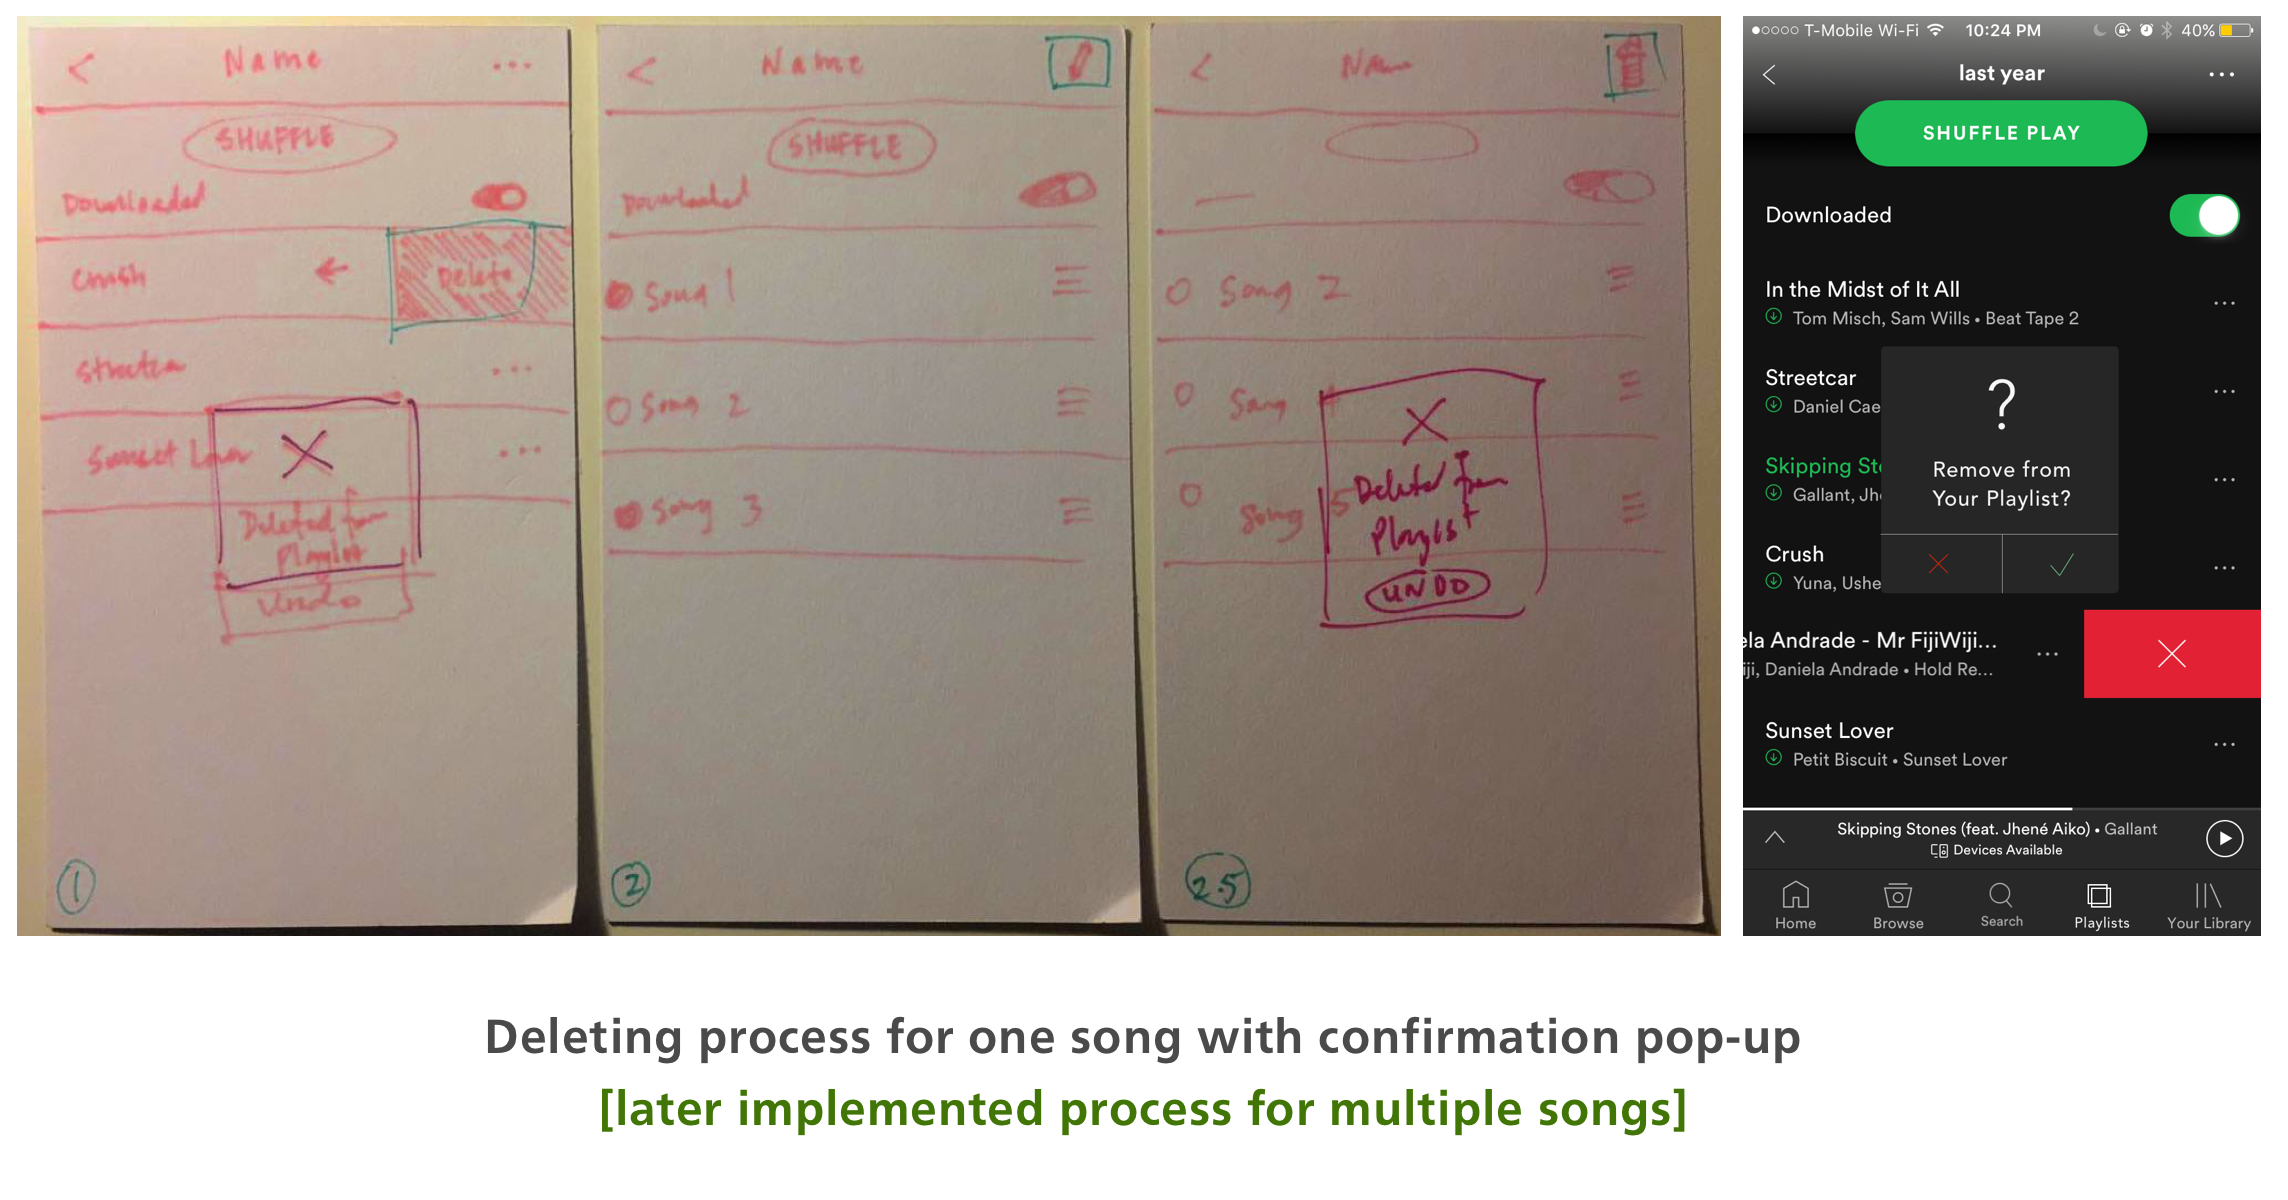 < Name ...
SHUFFLE
Downloaded
Crush ← Delete
...
Sunset Lover ...
X
Deleted from
Playlist
Undo
1
< Name
SHUFFLE
Downloaded
Song 1
Song 2
Song 3
2
< Name
Song 2
Song 4
Song 5
X
Deleted from
Playlist
UNDO
2.5
T-Mobile Wi-Fi 10:24 PM 40%
last year ...
SHUFFLE PLAY
Downloaded
In the Midst of It All
Tom Misch, Sam Wills • Beat Tape 2
Streetcar
Daniel Cae
Skipping Sto
Gallant, Jh
Crush
Yuna, Ushe
?
Remove from
Your Playlist?
ela Andrade - Mr FijiWiji...
iji, Daniela Andrade • Hold Re...
Sunset Lover
Petit Biscuit • Sunset Lover
Skipping Stones (feat. Jhené Aiko) • Gallant
Devices Available
Home Browse Search Playlists Your Library
Deleting process for one song with confirmation pop-up
[later implemented process for multiple songs]